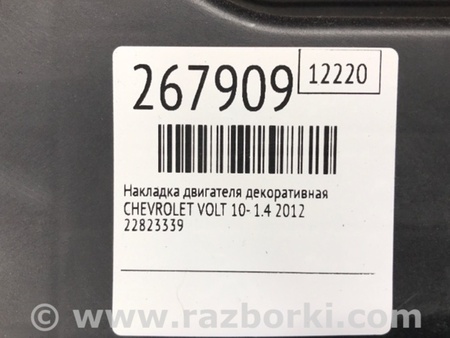 267909 12220
Накладка двигателя декоративная
CHEVROLET VOLT 10- 1.4 2012
22823339
© www.razborki.com